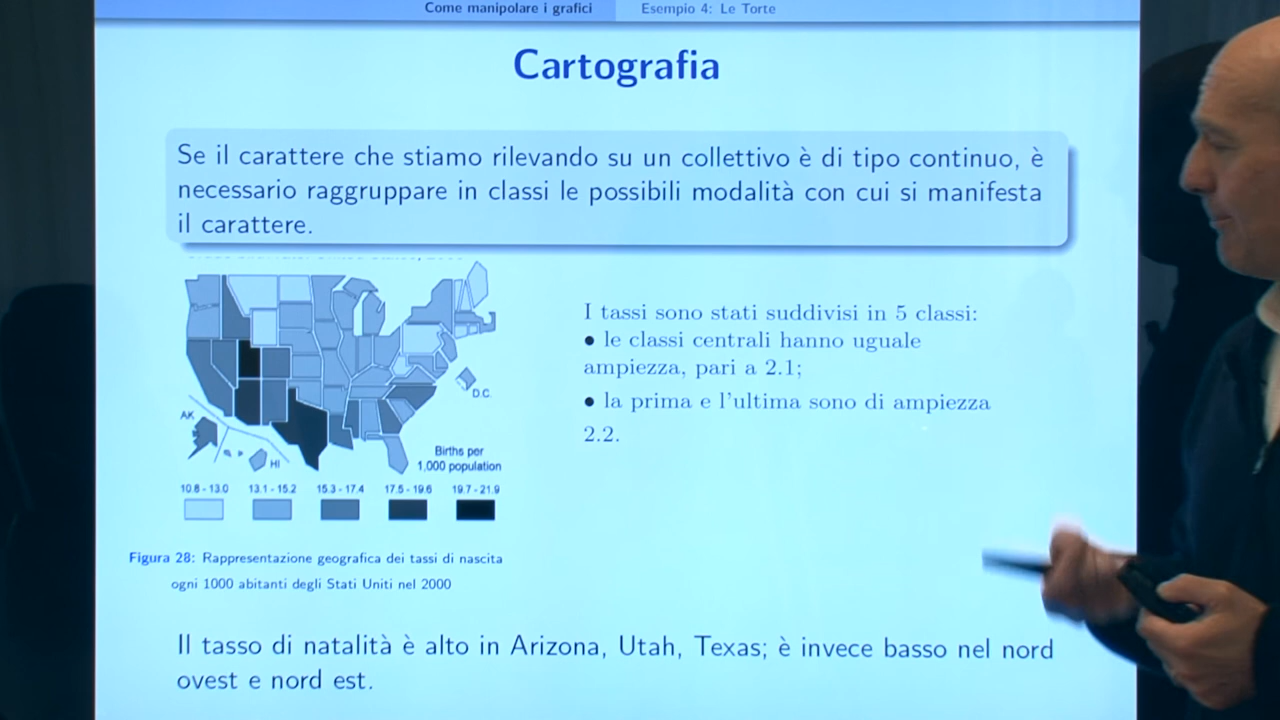 Come manipolare i grafici
Esempio 4: Le Torte
Cartografia
Se il carattere che stiamo rilevando su un collettivo è di tipo continuo, è
necessario raggruppare in classi le possibili modalità con cui si manifesta
il carattere.
I tassi sono stati suddivisi in 5 classi:
• le classi centrali hanno uguale
ampiezza, pari a 2.1;
• la prima e l'ultima sono di ampiezza
2.2.
D.C.
AK
HI
Births per
1,000 population
10.8 - 13.0
13.1 - 15.2
15.3 - 17.4
17.5 - 19.6
19.7 - 21.9
Figura 28: Rappresentazione geografica dei tassi di nascita
ogni 1000 abitanti degli Stati Uniti nel 2000
Il tasso di natalità è alto in Arizona, Utah, Texas; è invece basso nel nord
ovest e nord est.